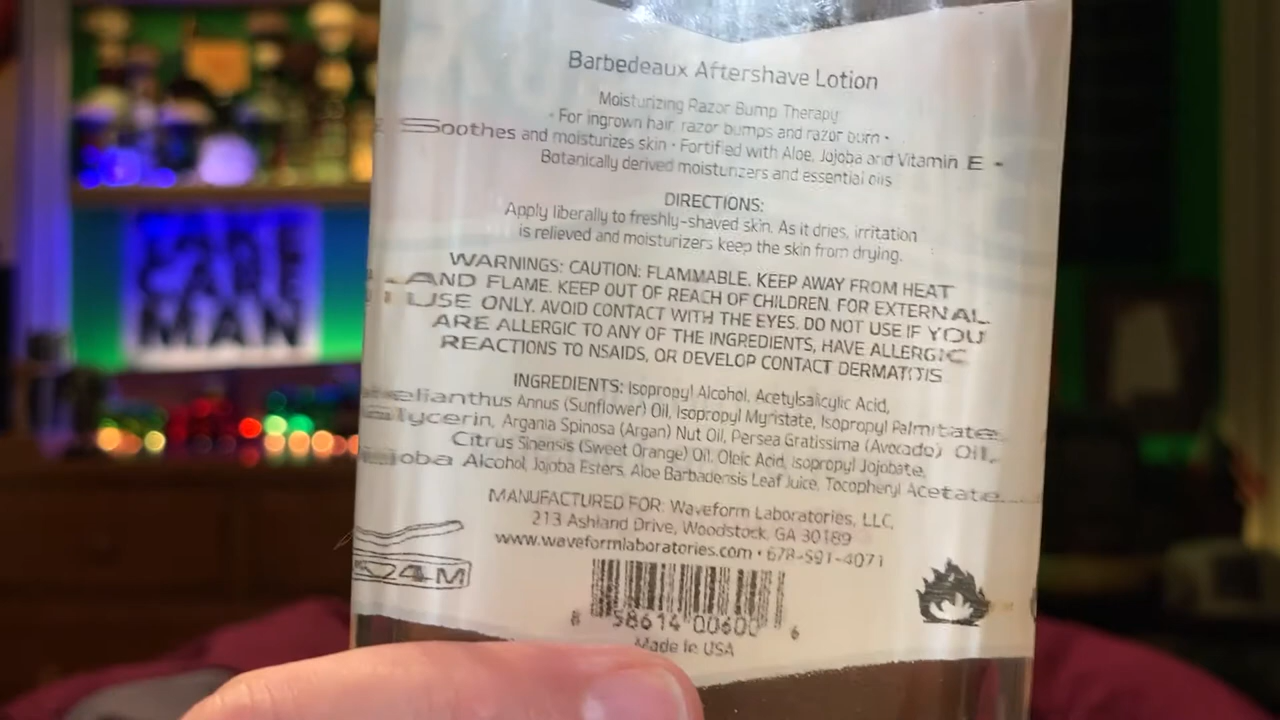 Barbedeaux Aftershave Lotion
Moisturizing Razor Bump Therapy
• For ingrown hair, razor bumps and razor burn •
Soothes and moisturizes skin • Fortified with Aloe, Jojoba and Vitamin E •
Botanically derived moisturizers and essential oils
DIRECTIONS:
Apply liberally to freshly-shaved skin. As it dries, irritation
is relieved and moisturizers keep the skin from drying.
WARNINGS: CAUTION: FLAMMABLE. KEEP AWAY FROM HEAT
AND FLAME. KEEP OUT OF REACH OF CHILDREN. FOR EXTERNAL
USE ONLY. AVOID CONTACT WITH THE EYES. DO NOT USE IF YOU
ARE ALLERGIC TO ANY OF THE INGREDIENTS, HAVE ALLERGIC
REACTIONS TO NSAIDS, OR DEVELOP CONTACT DERMATITIS
INGREDIENTS: Isopropyl Alcohol, Acetylsalicylic Acid,
Helianthus Annus (Sunflower) Oil, Isopropyl Myristate, Isopropyl Palmitate,
Glycerin, Argania Spinosa (Argan) Nut Oil, Persea Gratissima (Avocado) Oil,
Citrus Sinensis (Sweet Orange) Oil, Oleic Acid, Isopropyl Jojobate,
Jojoba Alcohol, Jojoba Esters, Aloe Barbadensis Leaf Juice, Tocopheryl Acetate
MANUFACTURED FOR: Waveform Laboratories, LLC,
213 Ashland Drive, Woodstock, GA 30189
www.waveformlaboratories.com • 678-591-4071
24M
8 58614 00600 6
Made in USA
CARE
MAN